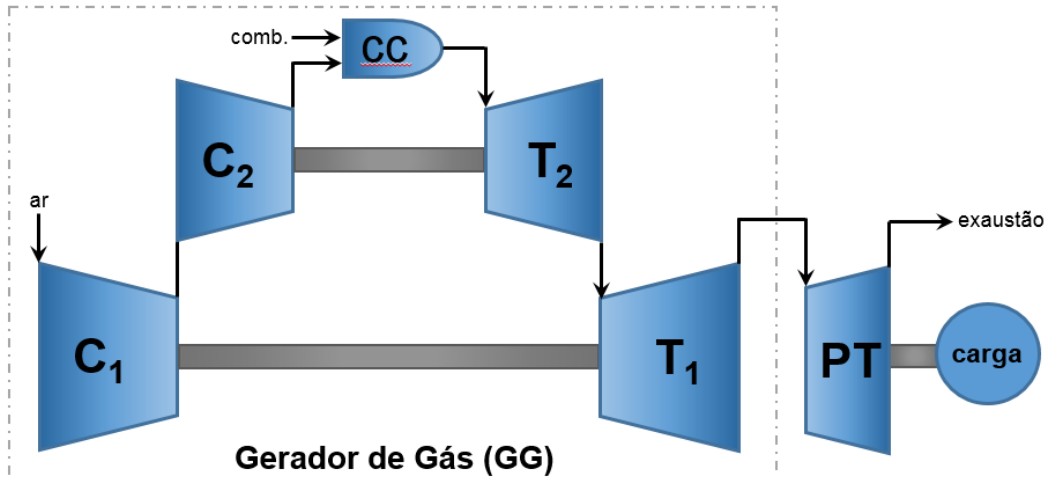 comb.
CC
C₂
T₂
ar
exaustão
C₁
T₁
PT
carga
Gerador de Gás (GG)